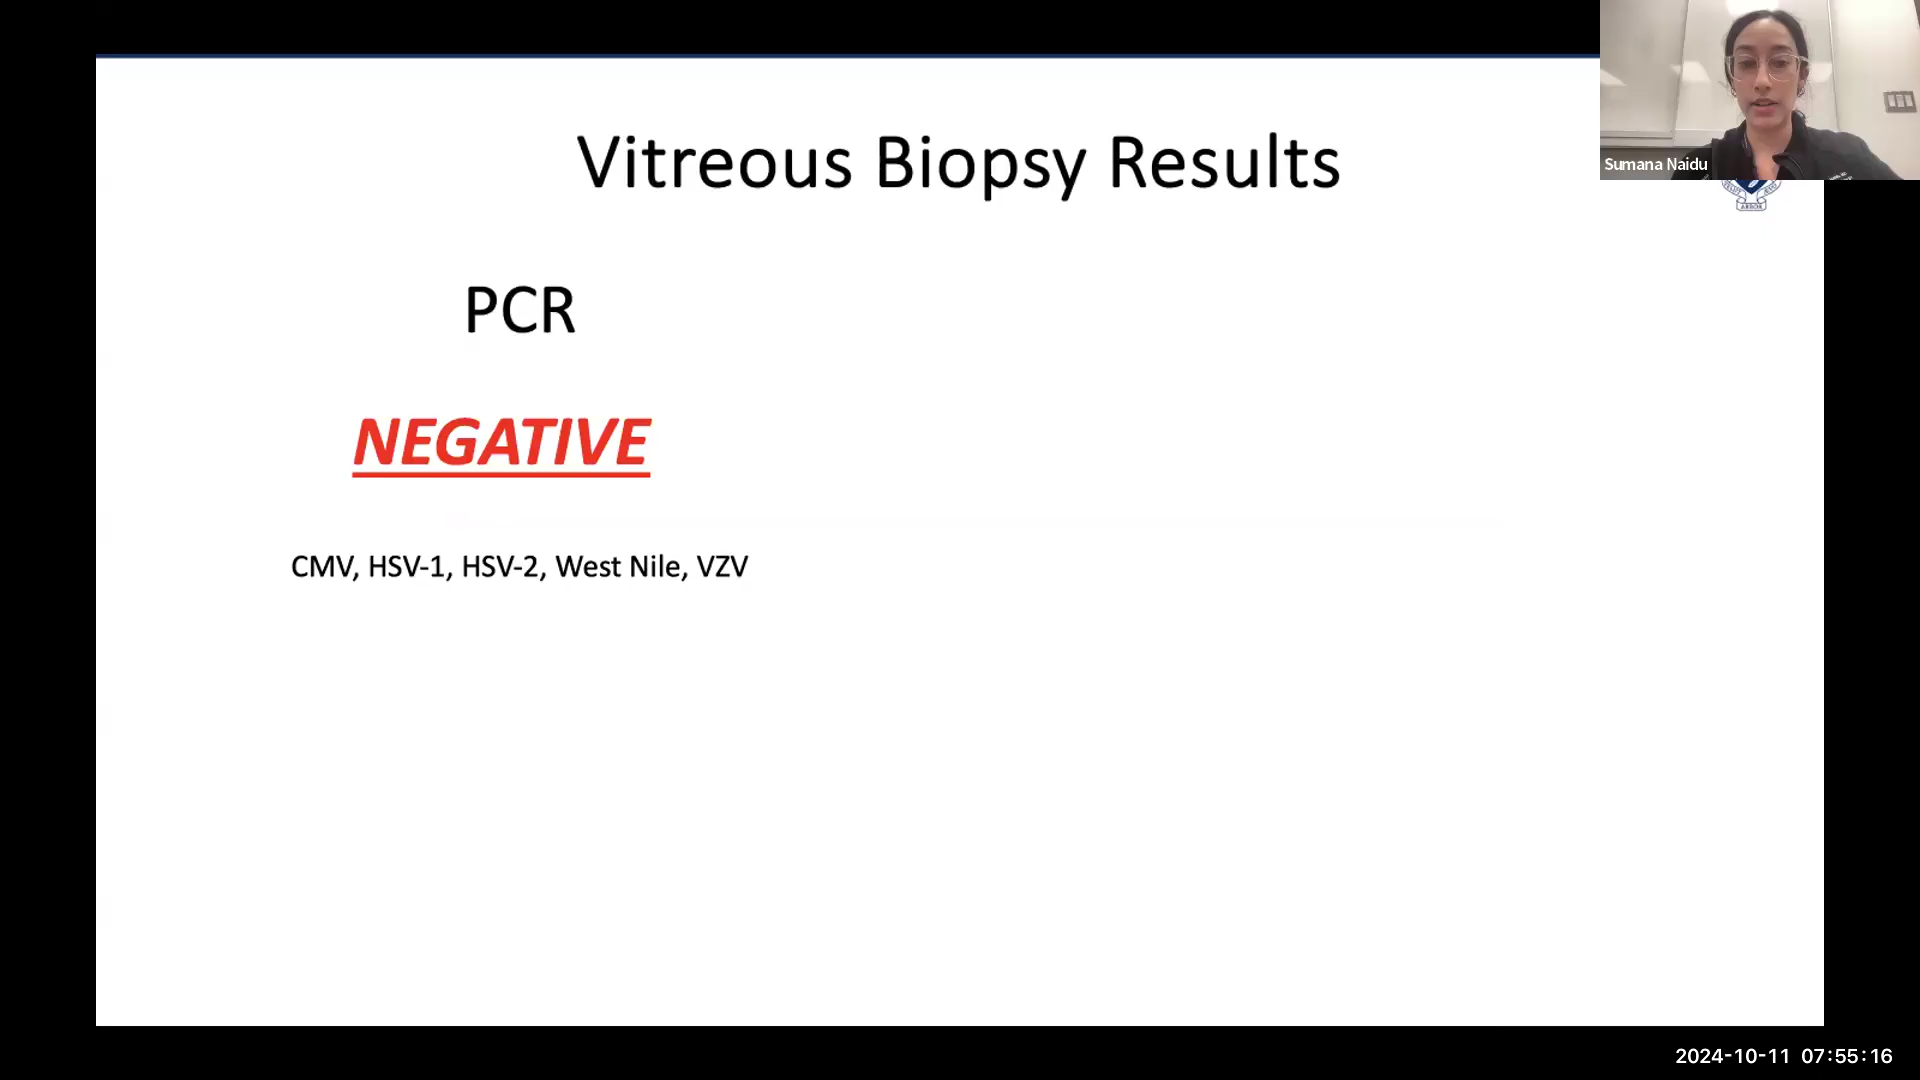 Vitreous Biopsy Results
Sumana Naidu
ARBOR
PCR
NEGATIVE
CMV, HSV-1, HSV-2, West Nile, VZV
2024-10-11 07:55:16